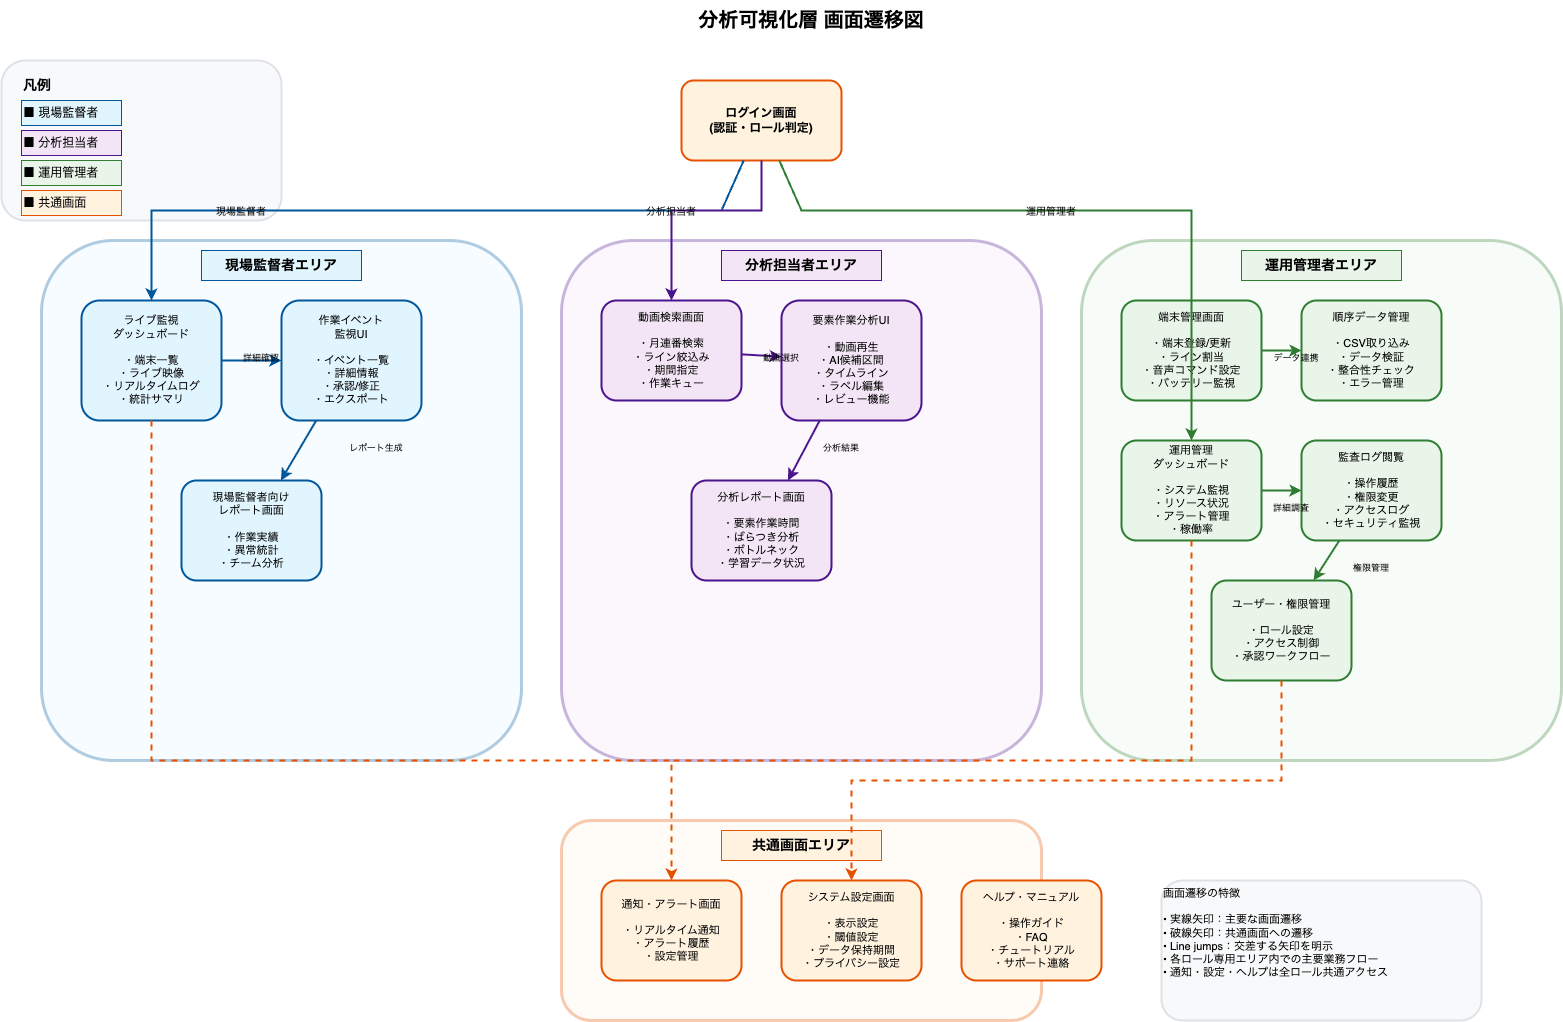 分析可視化層 画面遷移図
凡例
■ 現場監督者
■ 分析担当者
■ 運用管理者
■ 共通画面
ログイン画面
(認証・ロール判定)
現場監督者
分析担当者
運用管理者
現場監督者エリア
ライブ監視
ダッシュボード
・端末一覧
・ライブ映像
・リアルタイムログ
・統計サマリ
詳細確認
作業イベント
監視UI
・イベント一覧
・詳細情報
・承認/修正
・エクスポート
レポート生成
現場監督者向け
レポート画面
・作業実績
・異常統計
・チーム分析
分析担当者エリア
動画検索画面
・月連番検索
・ライン絞込み
・期間指定
・作業キュー
動画選択
要素作業分析UI
・動画再生
・AI候補区間
・タイムライン
・ラベル編集
・レビュー機能
分析結果
分析レポート画面
・要素作業時間
・ばらつき分析
・ボトルネック
・学習データ状況
運用管理者エリア
端末管理画面
・端末登録/更新
・ライン割当
・音声コマンド設定
・バッテリー監視
データ連携
順序データ管理
・CSV取り込み
・データ検証
・整合性チェック
・エラー管理
運用管理
ダッシュボード
・システム監視
・リソース状況
・アラート管理
・稼働率
詳細調査
監査ログ閲覧
・操作履歴
・権限変更
・アクセスログ
・セキュリティ監視
権限管理
ユーザー・権限管理
・ロール設定
・アクセス制御
・承認ワークフロー
共通画面エリア
通知・アラート画面
・リアルタイム通知
・アラート履歴
・設定管理
システム設定画面
・表示設定
・閾値設定
・データ保持期間
・プライバシー設定
ヘルプ・マニュアル
・操作ガイド
・FAQ
・チュートリアル
・サポート連絡
画面遷移の特徴
• 実線矢印：主要な画面遷移
• 破線矢印：共通画面への遷移
• Line jumps：交差する矢印を明示
• 各ロール専用エリア内での主要業務フロー
• 通知・設定・ヘルプは全ロール共通アクセス